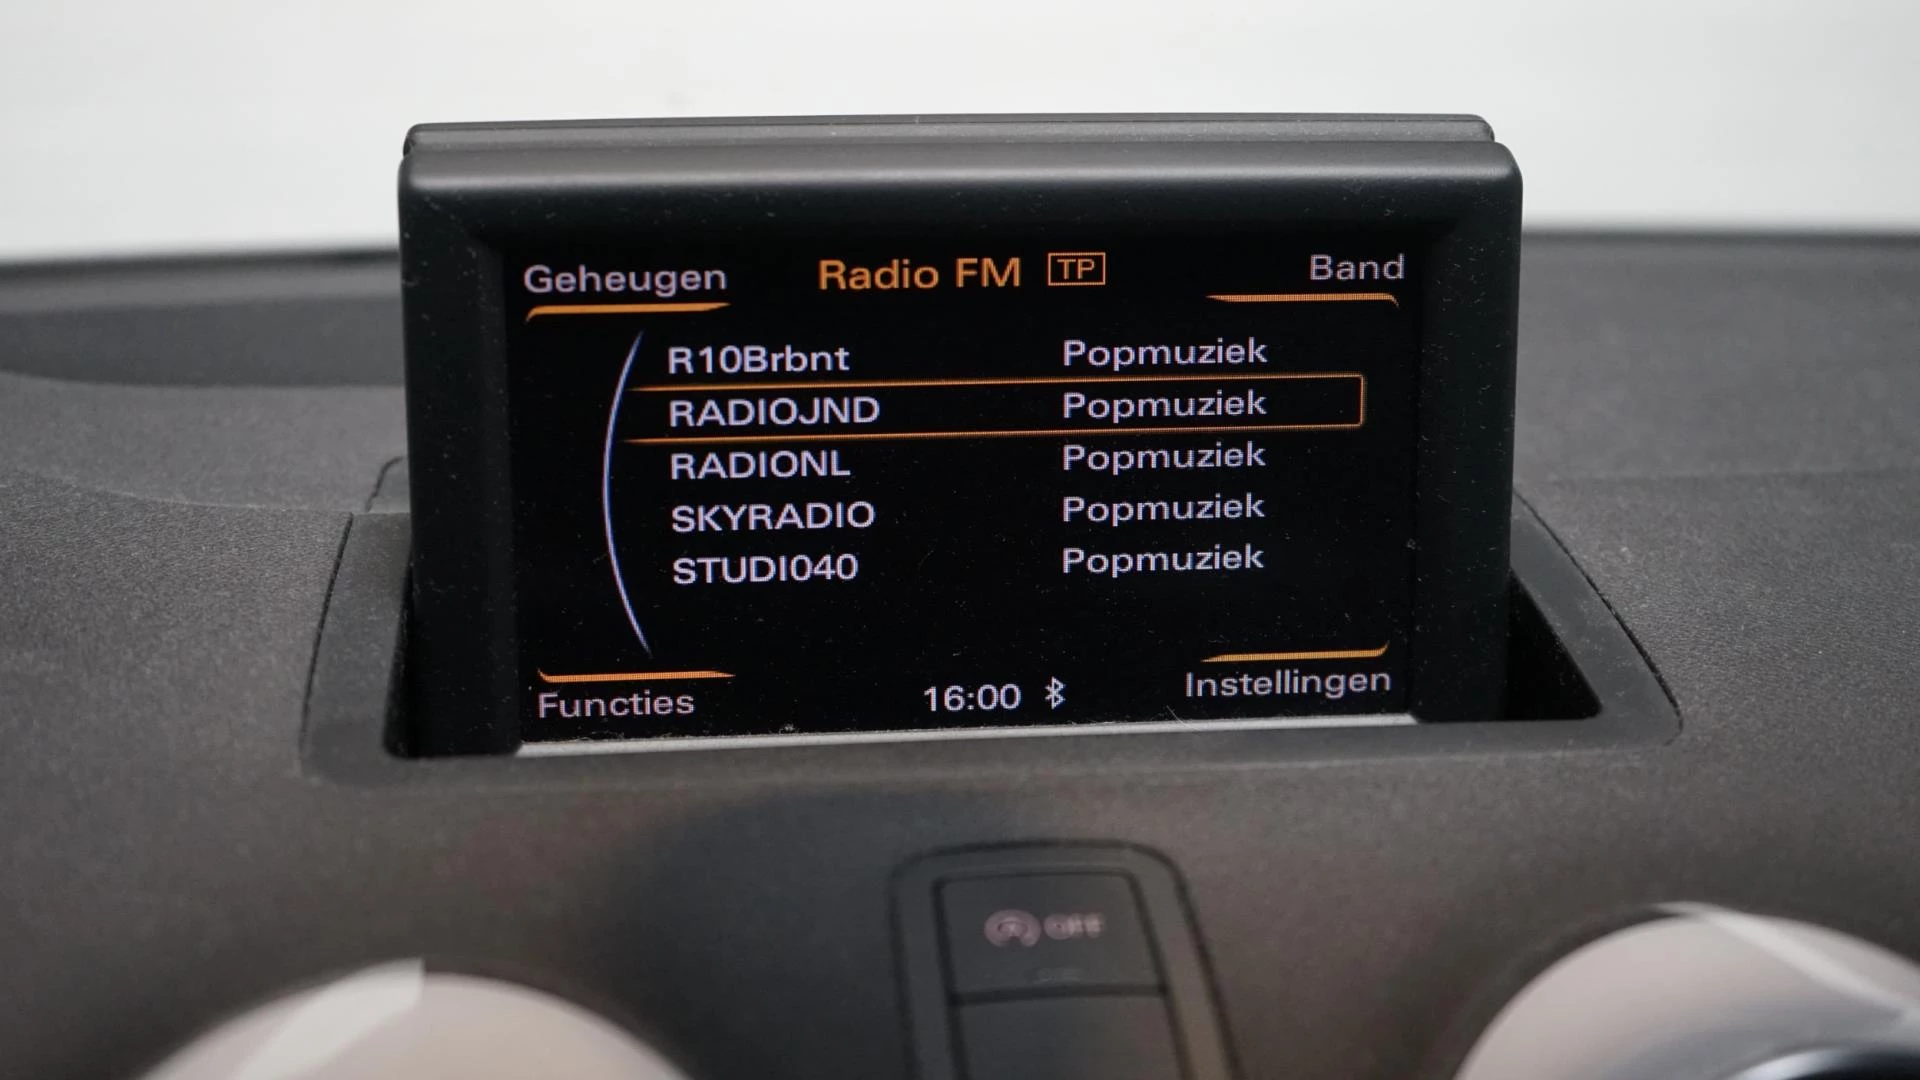 Geheugen Radio FM TP Band
R10Brbnt Popmuziek
RADIOJND Popmuziek
RADIONL Popmuziek
SKYRADIO Popmuziek
STUDIO40 Popmuziek
Functies 16:00 Instellingen
OFF